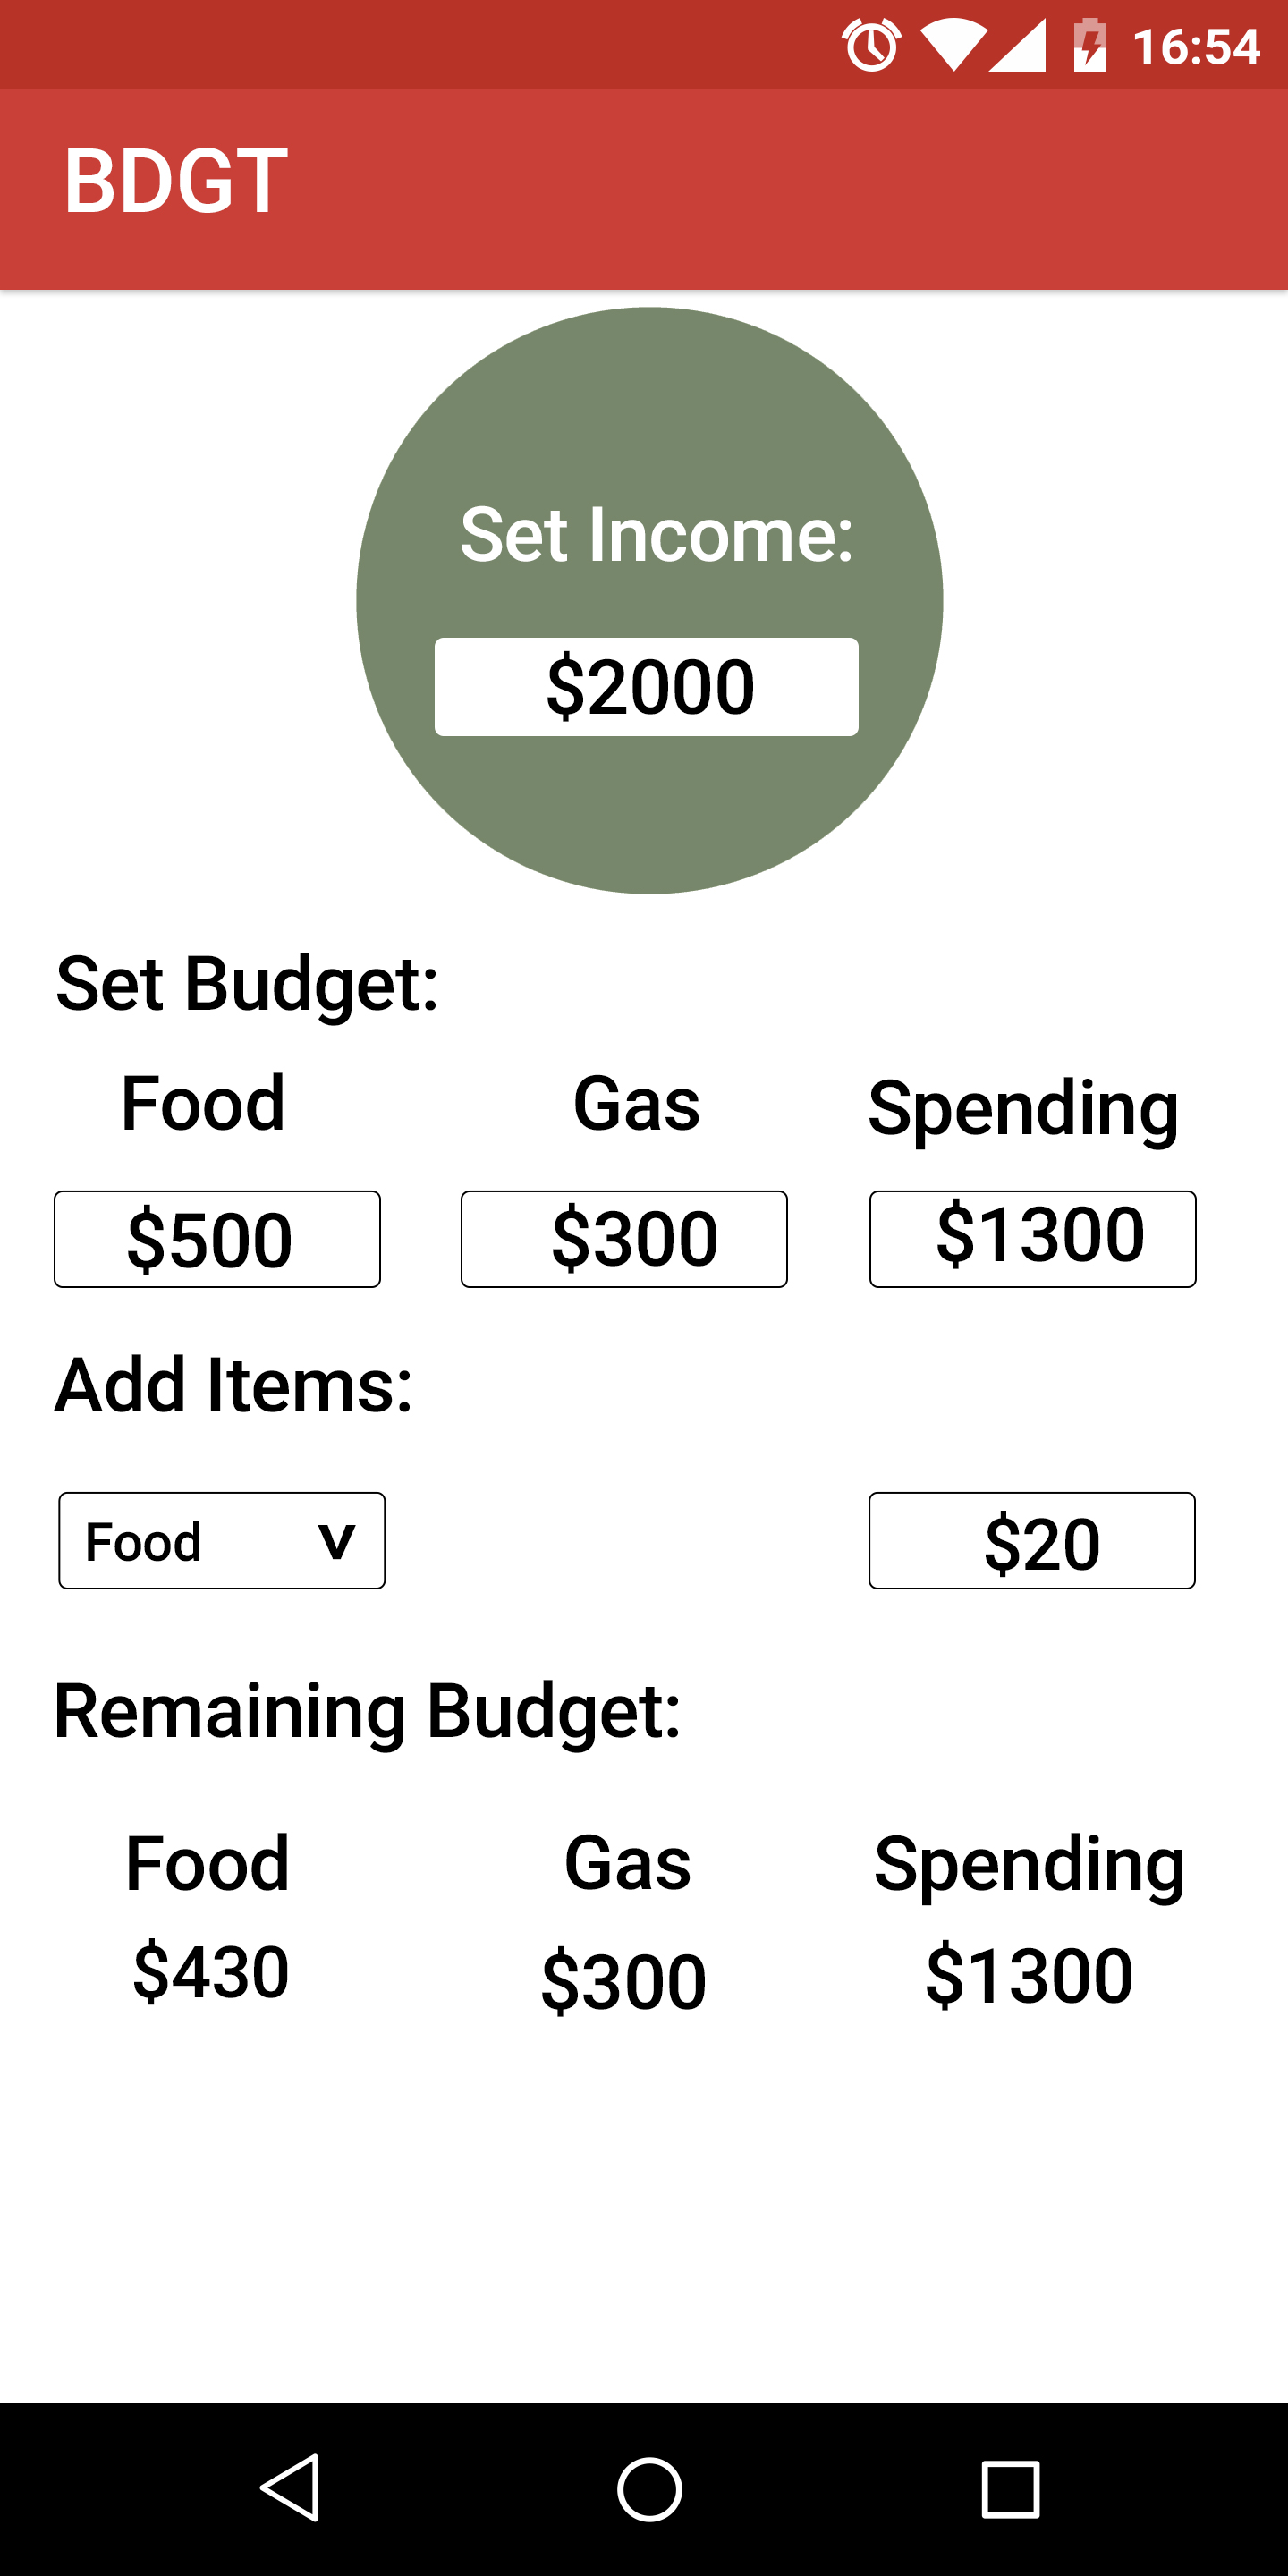 16:54
BDGT
Set Income:
$2000
Set Budget:
Food Gas Spending
$500 $300 $1300
Add Items:
Food V $20
Remaining Budget:
Food Gas Spending
$430 $300 $1300